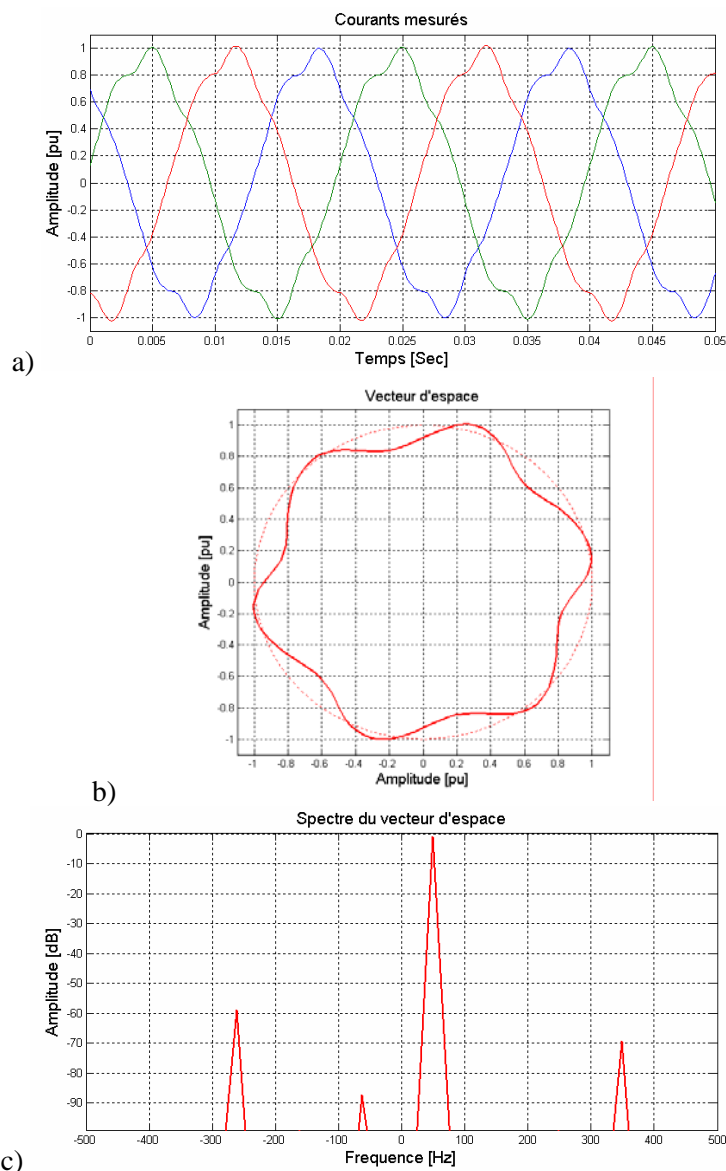 Courants mesurés
1
0.8
0.6
0.4
0.2
0
-0.2
-0.4
-0.6
-0.8
-1
Amplitude [pu]
0 0.005 0.01 0.015 0.02 0.025 0.03 0.035 0.04 0.045 0.05
Temps [Sec]
a)
Vecteur d'espace
1
0.8
0.6
0.4
0.2
0
-0.2
-0.4
-0.6
-0.8
-1
Amplitude [pu]
-1 -0.8 -0.6 -0.4 -0.2 0 0.2 0.4 0.6 0.8 1
Amplitude [pu]
b)
Spectre du vecteur d'espace
0
-10
-20
-30
-40
-50
-60
-70
-80
-90
Amplitude [dB]
-500 -400 -300 -200 -100 0 100 200 300 400 500
Frequence [Hz]
c)